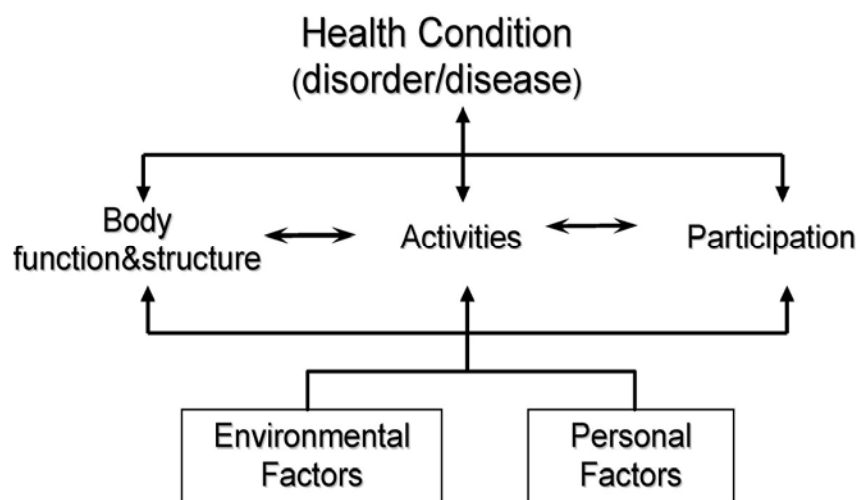 Health Condition
(disorder/disease)
Body
function&structure
Activities
Participation
Environmental
Factors
Personal
Factors